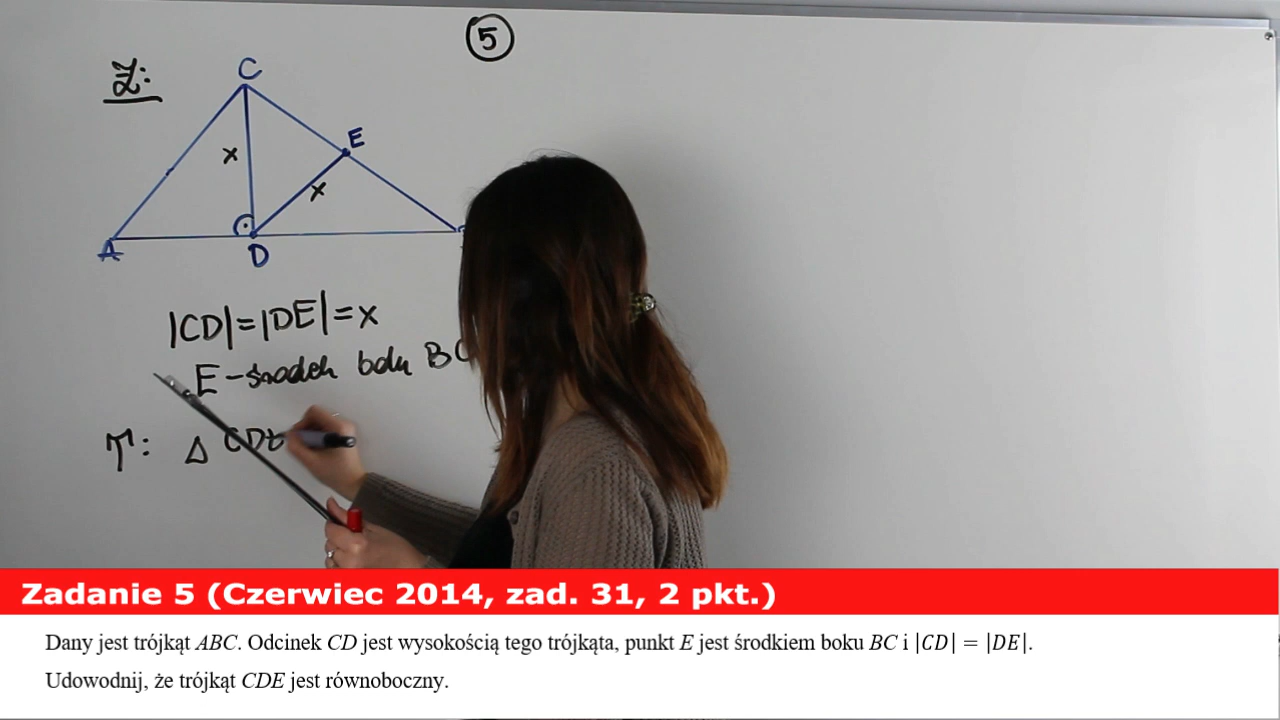 5
Z:
C
E
x
x
A
D
|CD|=|DE|=x
E-środek boku BC
T: Δ CDE
Zadanie 5 (Czerwiec 2014, zad. 31, 2 pkt.)
Dany jest trójkąt ABC. Odcinek CD jest wysokością tego trójkąta, punkt E jest środkiem boku BC i |CD| = |DE|.
Udowodnij, że trójkąt CDE jest równoboczny.